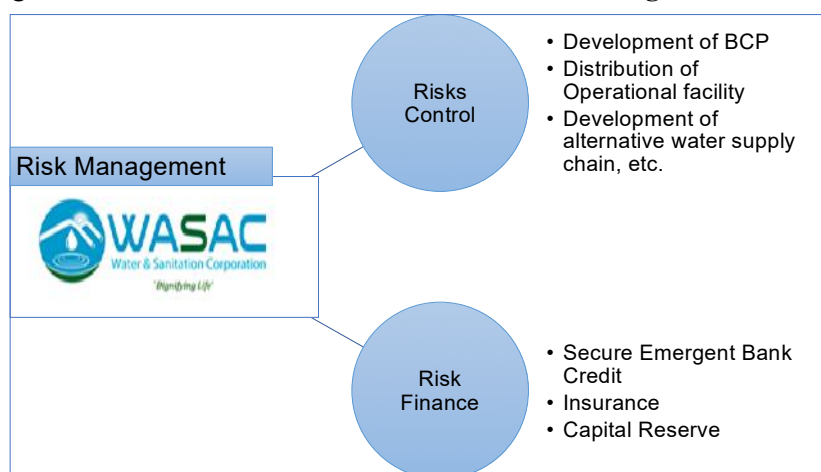 Risk Management
WASAC
Water & Sanitation Corporation
"Dignifying Life"
Risks
Control
• Development of BCP
• Distribution of
Operational facility
• Development of
alternative water supply
chain, etc.
Risk
Finance
• Secure Emergent Bank
Credit
• Insurance
• Capital Reserve